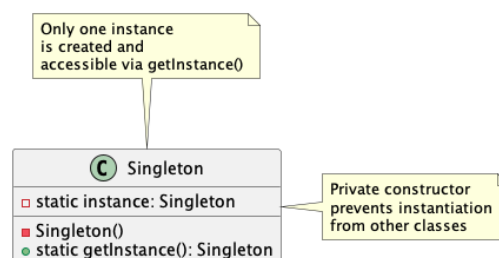 Only one instance
is created and
accessible via getInstance()
C Singleton
static instance: Singleton
Singleton()
static getInstance(): Singleton
Private constructor
prevents instantiation
from other classes